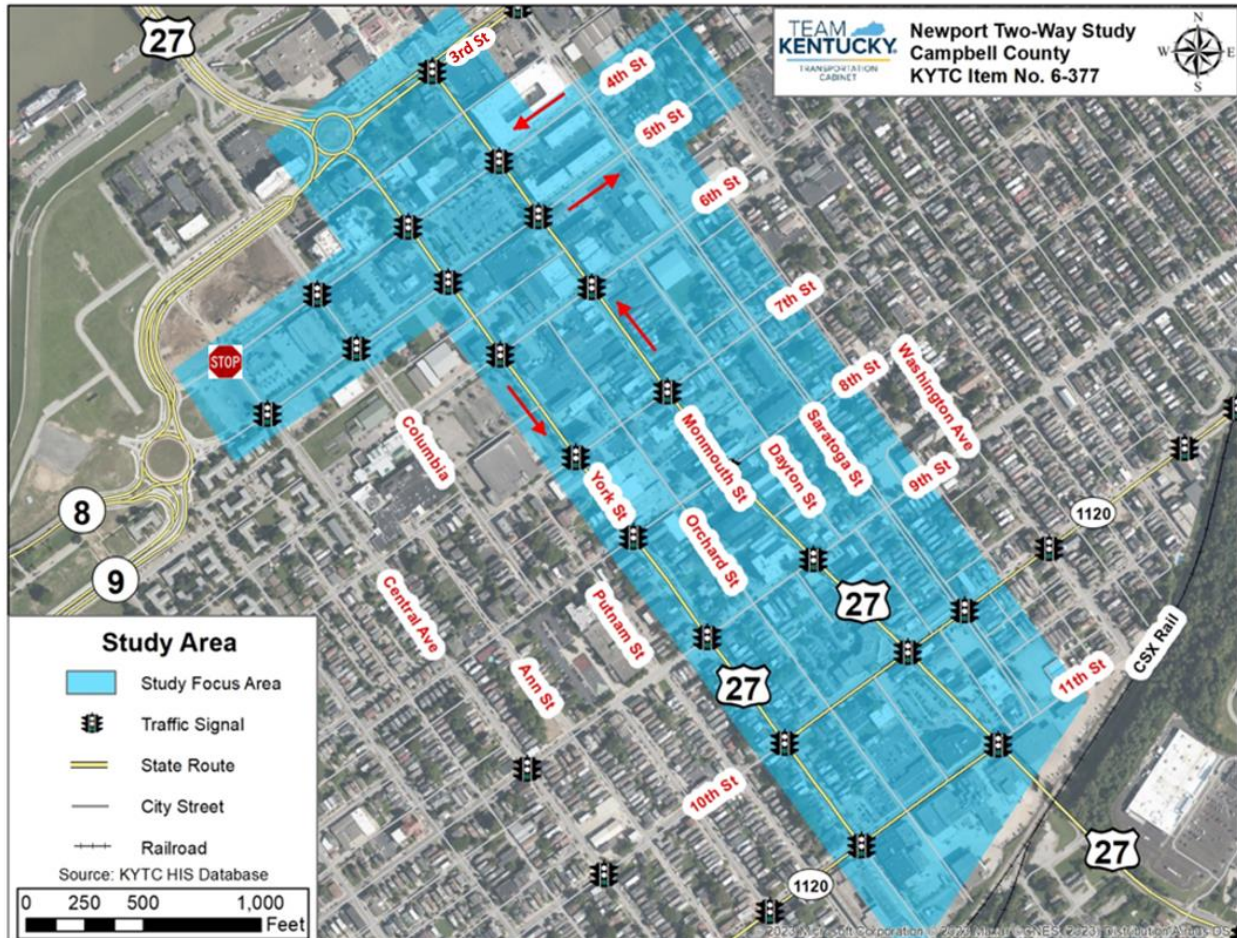 27
3rd St
4th St
5th St
6th St
7th St
8th St
Washington Ave
9th St
TEAM
KENTUCKY
TRANSPORTATION
CABINET
Newport Two-Way Study
Campbell County
KYTC Item No. 6-377
N
W
E
S
STOP
Columbia
York St
Monmouth St
Dayton St
Saratoga St
Orchard St
8
9
1120
27
Central Ave
Ann St
Putnam St
27
CSX Rail
11th St
10th St
1120
27
Study Area
Study Focus Area
Traffic Signal
State Route
City Street
Railroad
Source: KYTC HIS Database
0 250 500 1,000
Feet